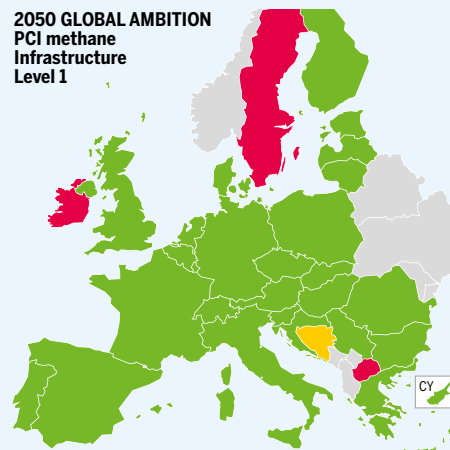 2050 GLOBAL AMBITION
PCI methane
Infrastructure
Level 1
CY